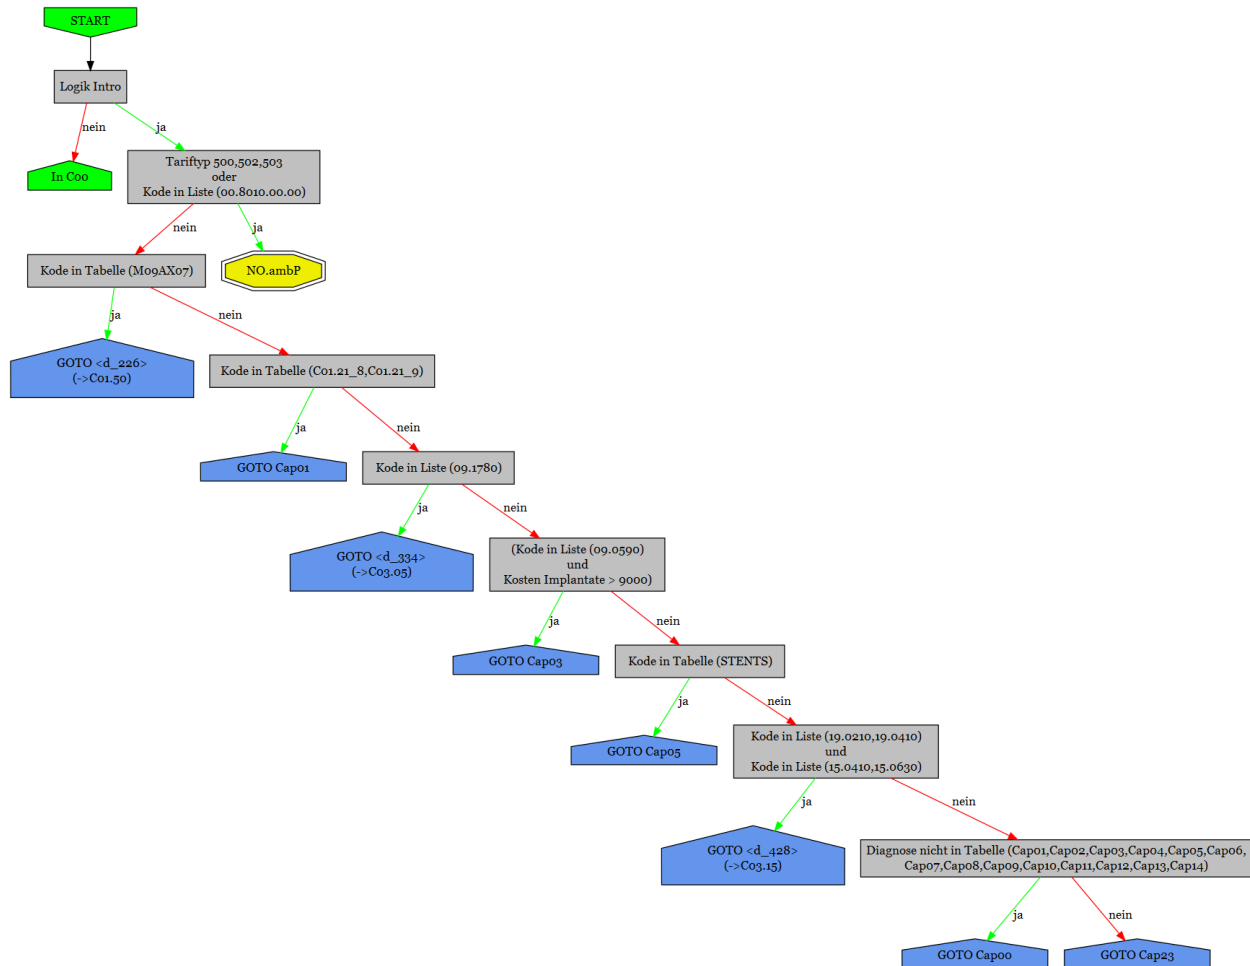 START
Logik Intro
nein
ja
In C00
Tariftyp 500,502,503
oder
Kode in Liste (00.8010.00.00)
nein
ja
Kode in Tabelle (M09AX07)
NO.ambP
ja
nein
GOTO <d_226>
(->C01.50)
Kode in Tabelle (C01.21_8,C01.21_9)
ja
nein
GOTO Cap01
Kode in Liste (09.1780)
ja
nein
GOTO <d_334>
(->C03.05)
(Kode in Liste (09.0590)
und
Kosten Implantate > 9000)
ja
nein
GOTO Cap03
Kode in Tabelle (STENTS)
ja
nein
GOTO Cap05
Kode in Liste (19.0210,19.0410)
und
Kode in Liste (15.0410,15.0630)
ja
nein
GOTO <d_428>
(->C03.15)
Diagnose nicht in Tabelle (Cap01,Cap02,Cap03,Cap04,Cap05,Cap06,
Cap07,Cap08,Cap09,Cap10,Cap11,Cap12,Cap13,Cap14)
ja
nein
GOTO Cap00
GOTO Cap23